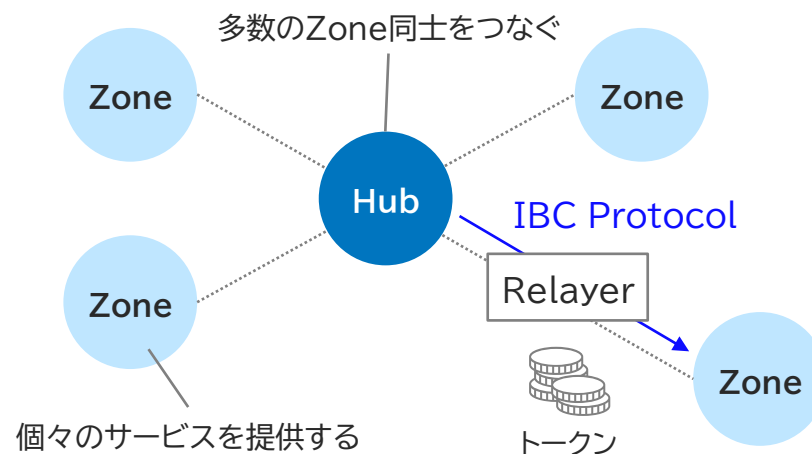 多数のZone同士をつなぐ
Zone
Zone
Hub
IBC Protocol
Relayer
Zone
Zone
個々のサービスを提供する
トークン